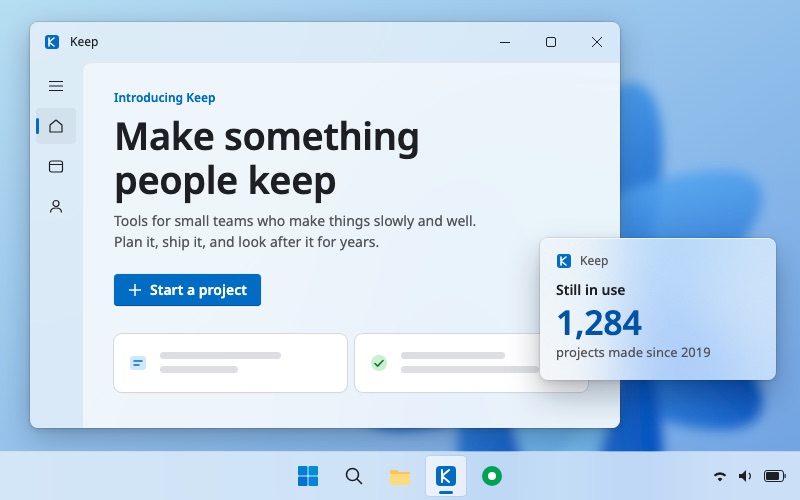 Keep
Introducing Keep
Make something
people keep
Tools for small teams who make things slowly and well.
Plan it, ship it, and look after it for years.
Start a project
Keep
Still in use
1,284
projects made since 2019